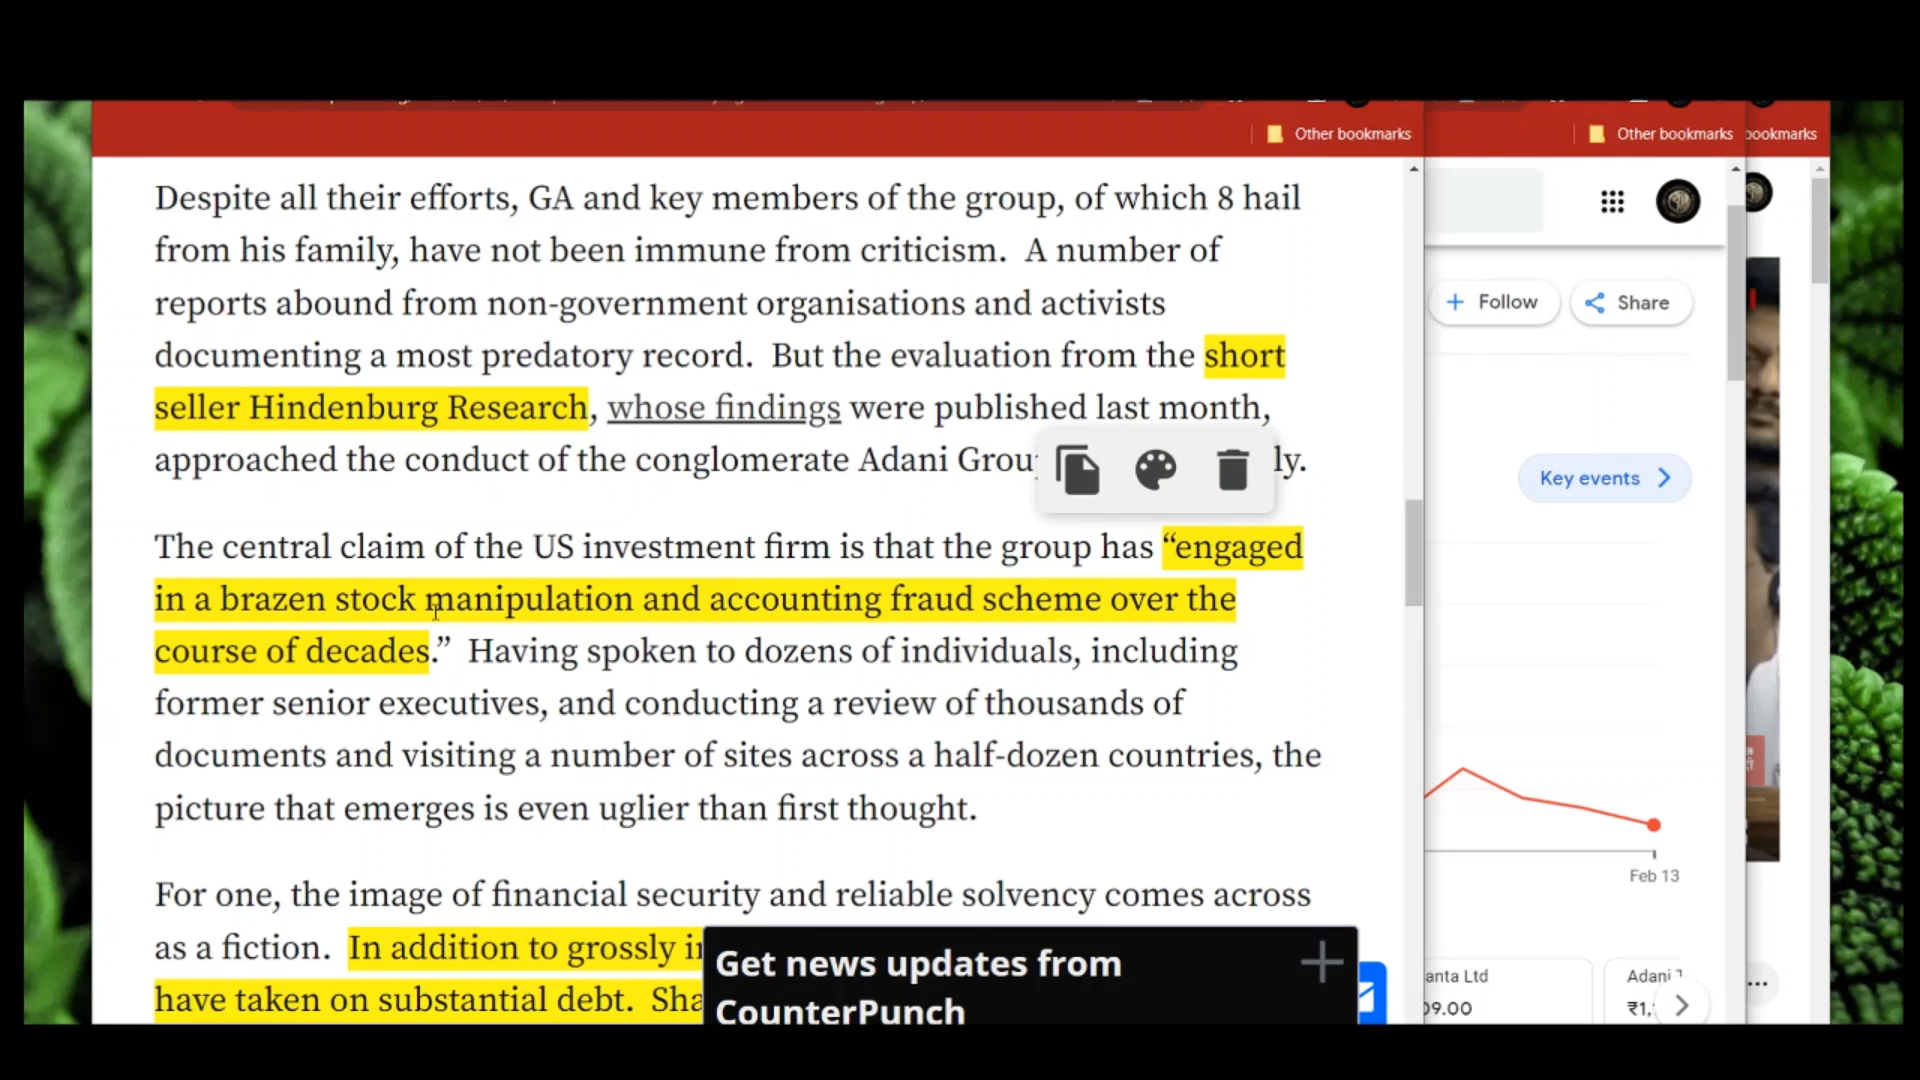 Other bookmarks
Other bookmarks
bookmarks
Despite all their efforts, GA and key members of the group, of which 8 hail
from his family, have not been immune from criticism.  A number of
reports abound from non-government organisations and activists
documenting a most predatory record.  But the evaluation from the short
seller Hindenburg Research, whose findings were published last month,
approached the conduct of the conglomerate Adani Grou ly.
The central claim of the US investment firm is that the group has “engaged
in a brazen stock manipulation and accounting fraud scheme over the
course of decades.”  Having spoken to dozens of individuals, including
former senior executives, and conducting a review of thousands of
documents and visiting a number of sites across a half-dozen countries, the
picture that emerges is even uglier than first thought.
For one, the image of financial security and reliable solvency comes across
as a fiction.  In addition to grossly
have taken on substantial debt.  Sha
Get news updates from
CounterPunch
Follow
Share
Key events
Feb 13
anta Ltd
09.00
Adani
₹1,